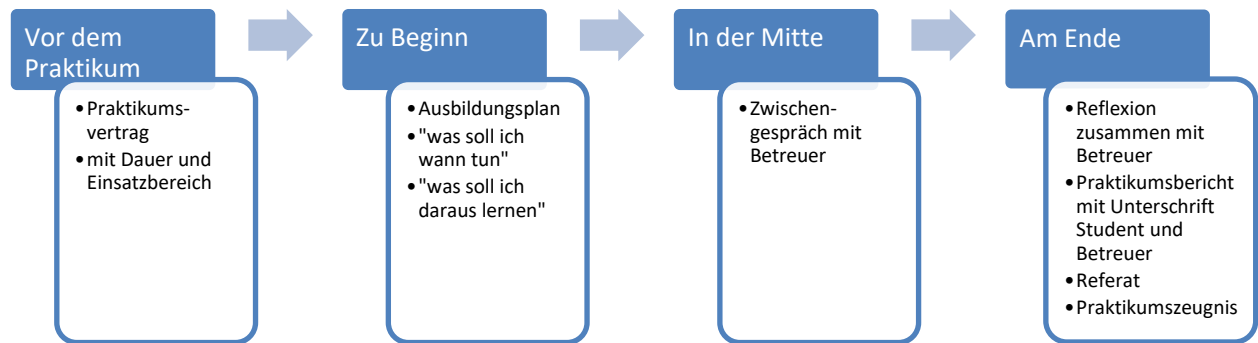 Vor dem
Praktikum
• Praktikums-
vertrag
• mit Dauer und
Einsatzbereich
Zu Beginn
• Ausbildungsplan
• "was soll ich
wann tun"
• "was soll ich
daraus lernen"
In der Mitte
• Zwischen-
gespräch mit
Betreuer
Am Ende
• Reflexion
zusammen mit
Betreuer
• Praktikumsbericht
mit Unterschrift
Student und
Betreuer
• Referat
• Praktikumszeugnis